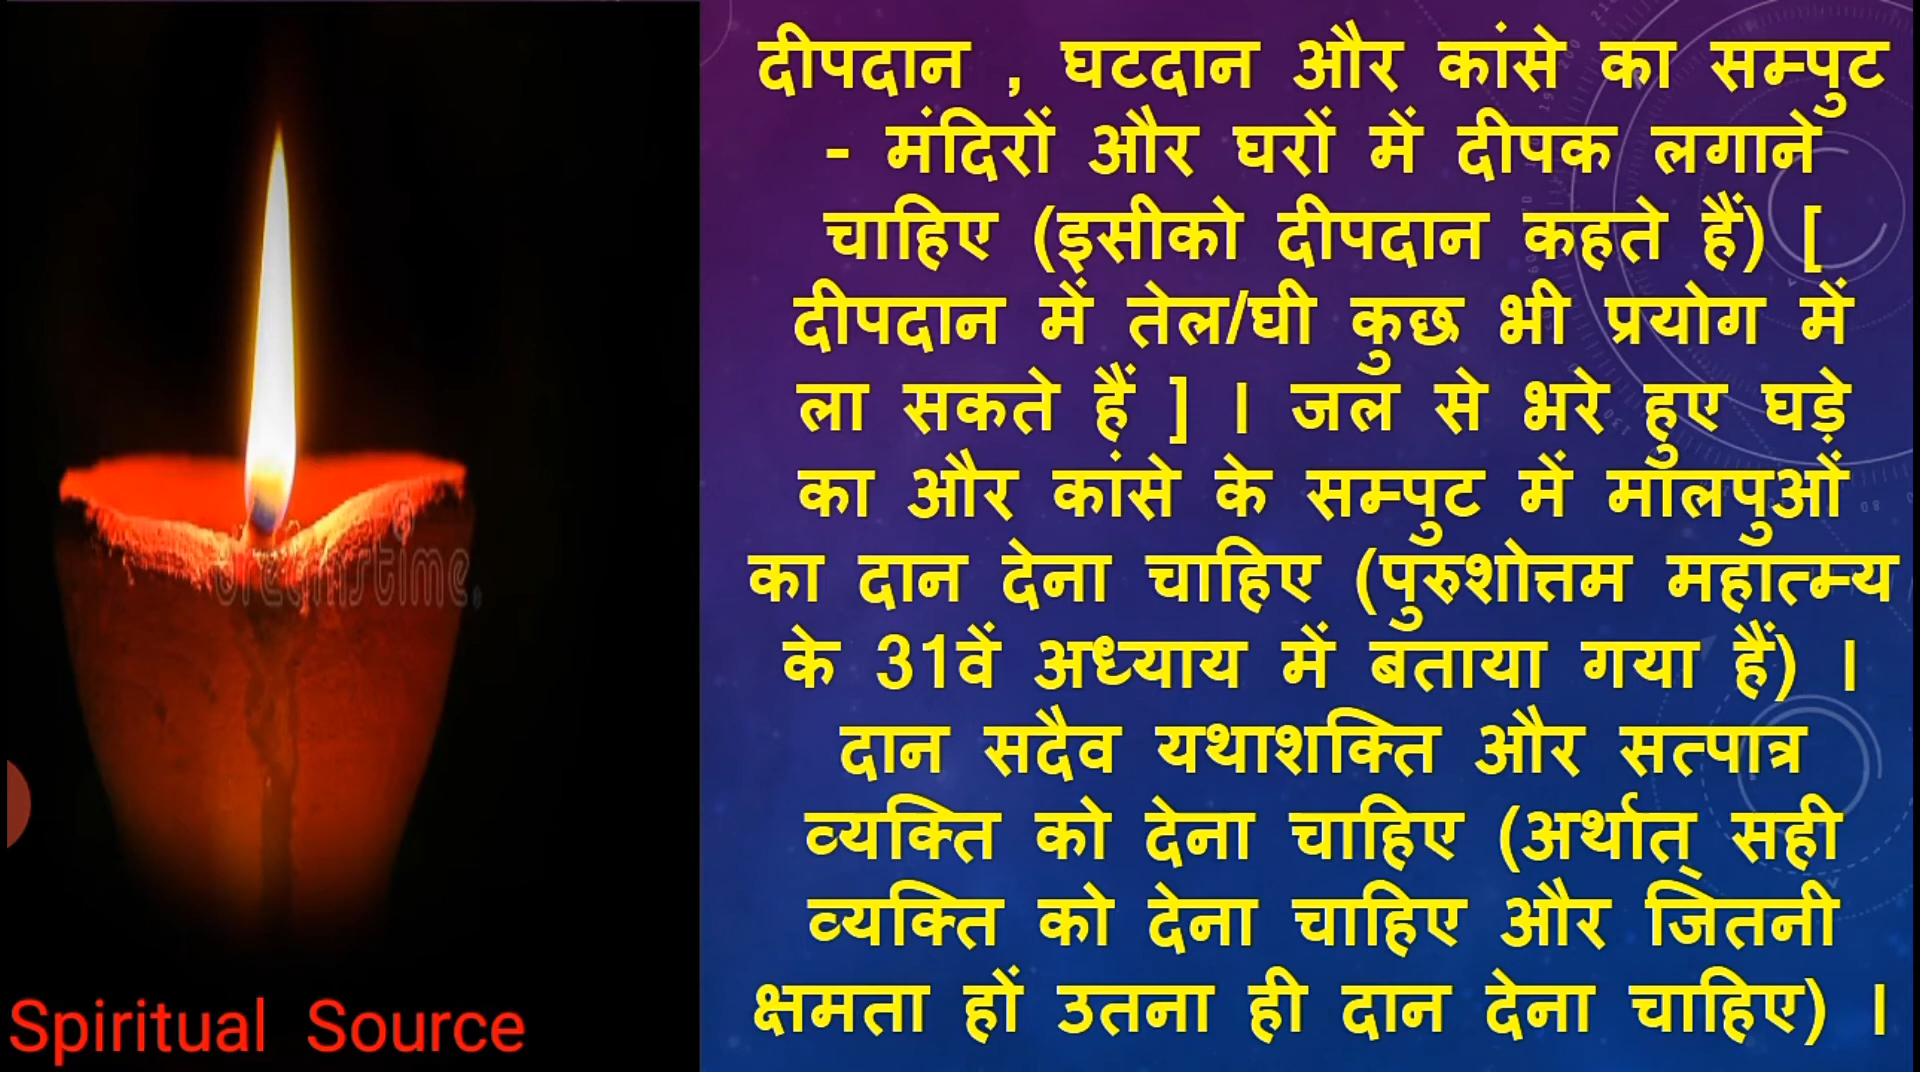 दीपदान , घटदान और कांसे का सम्पुट
- मंदिरों और घरों में दीपक लगाने
चाहिए (इसीको दीपदान कहते हैं) [
दीपदान में तेल/घी कुछ भी प्रयोग में
ला सकते हैं ] । जल से भरे हुए घड़े
का और कांसे के सम्पुट में मालपुओं
का दान देना चाहिए (पुरुशोत्तम महात्म्य
के 31वें अध्याय में बताया गया हैं) ।
दान सदैव यथाशक्ति और सत्पात्र
व्यक्ति को देना चाहिए (अर्थात् सही
व्यक्ति को देना चाहिए और जितनी
क्षमता हों उतना ही दान देना चाहिए) ।
dreamstime.
Spiritual Source